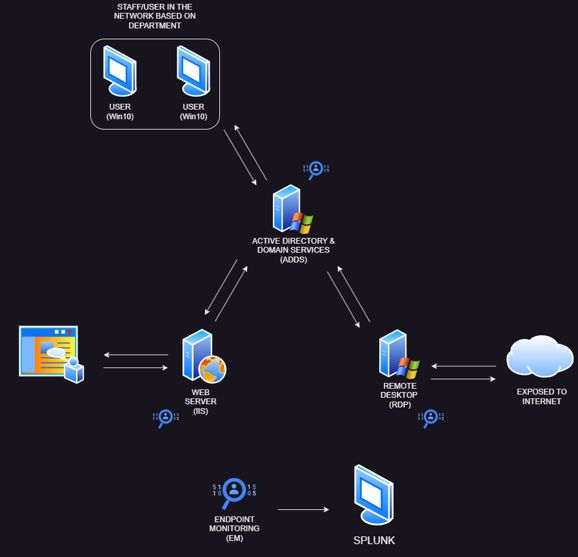 STAFF/USER IN THE
NETWORK BASED ON
DEPARTMENT
USER
(Win10)
USER
(Win10)
ACTIVE DIRECTORY &
DOMAIN SERVICES
(ADDS)
WEB
SERVER
(IIS)
REMOTE
DESKTOP
(RDP)
EXPOSED TO
INTERNET
ENDPOINT
MONITORING
(EM)
SPLUNK